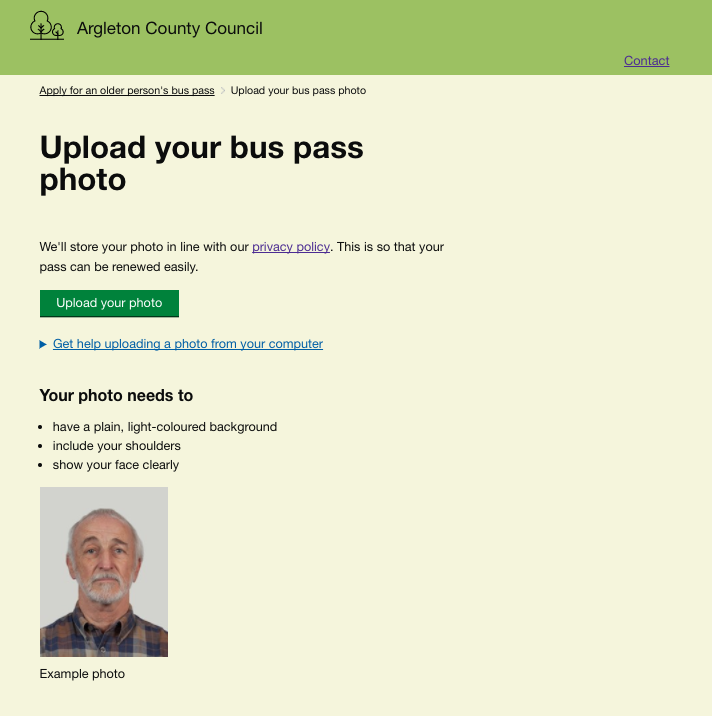 Argleton County Council
Contact
Apply for an older person's bus pass > Upload your bus pass photo
Upload your bus pass
photo
We'll store your photo in line with our privacy policy. This is so that your
pass can be renewed easily.
Upload your photo
Get help uploading a photo from your computer
Your photo needs to
• have a plain, light-coloured background
• include your shoulders
• show your face clearly
Example photo